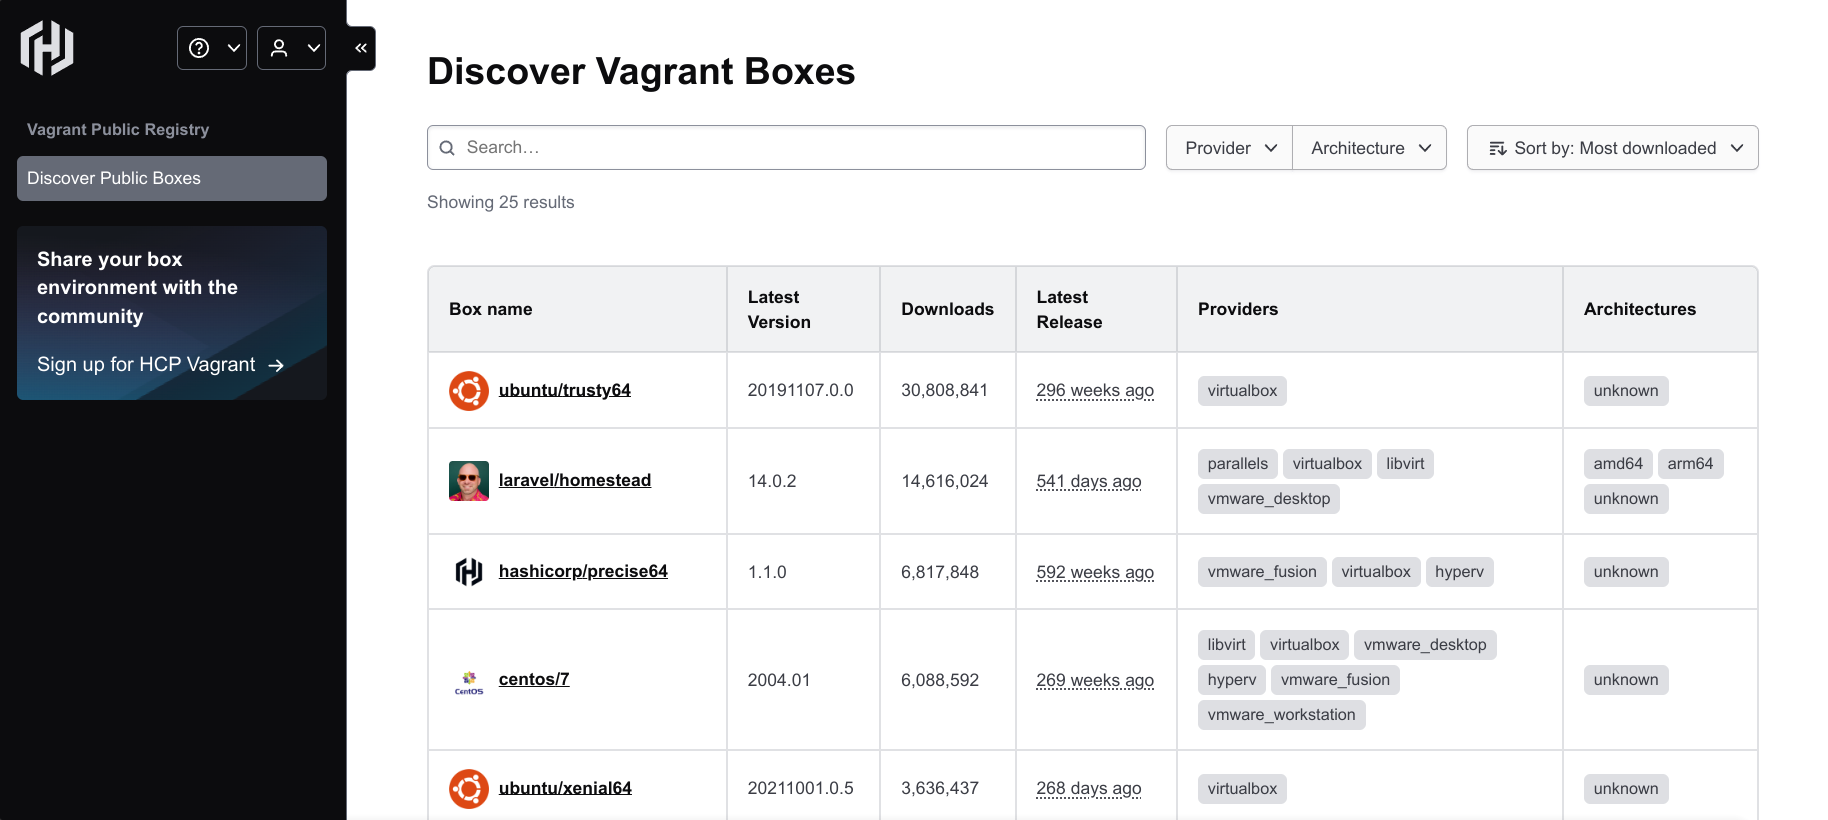 Vagrant Public Registry
Discover Public Boxes
Share your box
environment with the
community
Sign up for HCP Vagrant →
Discover Vagrant Boxes
Search…
Provider
Architecture
Sort by: Most downloaded
Showing 25 results
Box name
Latest
Version
Downloads
Latest
Release
Providers
Architectures
ubuntu/trusty64
20191107.0.0
30,808,841
296 weeks ago
virtualbox
unknown
laravel/homestead
14.0.2
14,616,024
541 days ago
parallels virtualbox libvirt
vmware_desktop
amd64 arm64
unknown
hashicorp/precise64
1.1.0
6,817,848
592 weeks ago
vmware_fusion virtualbox hyperv
unknown
CentOS
centos/7
2004.01
6,088,592
269 weeks ago
libvirt virtualbox vmware_desktop
hyperv vmware_fusion
vmware_workstation
unknown
ubuntu/xenial64
20211001.0.5
3,636,437
268 days ago
virtualbox
unknown